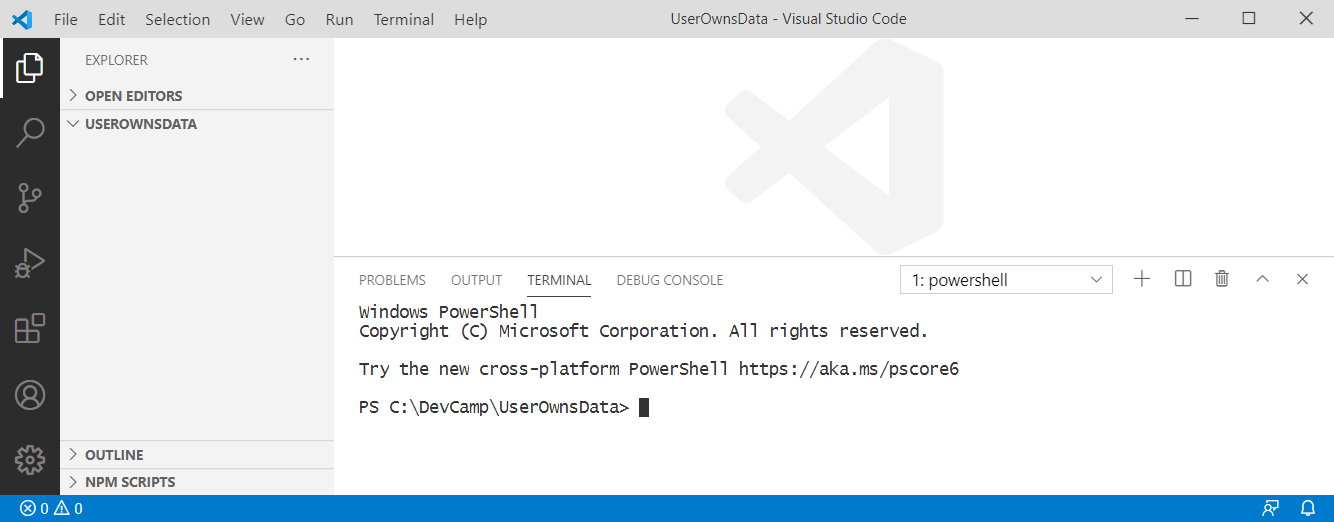 File Edit Selection View Go Run Terminal Help UserOwnsData - Visual Studio Code
EXPLORER ...
OPEN EDITORS
USEROWNSDATA
OUTLINE
NPM SCRIPTS
PROBLEMS OUTPUT TERMINAL DEBUG CONSOLE 1: powershell
Windows PowerShell
Copyright (C) Microsoft Corporation. All rights reserved.
Try the new cross-platform PowerShell https://aka.ms/pscore6
PS C:\DevCamp\UserOwnsData>
0 0